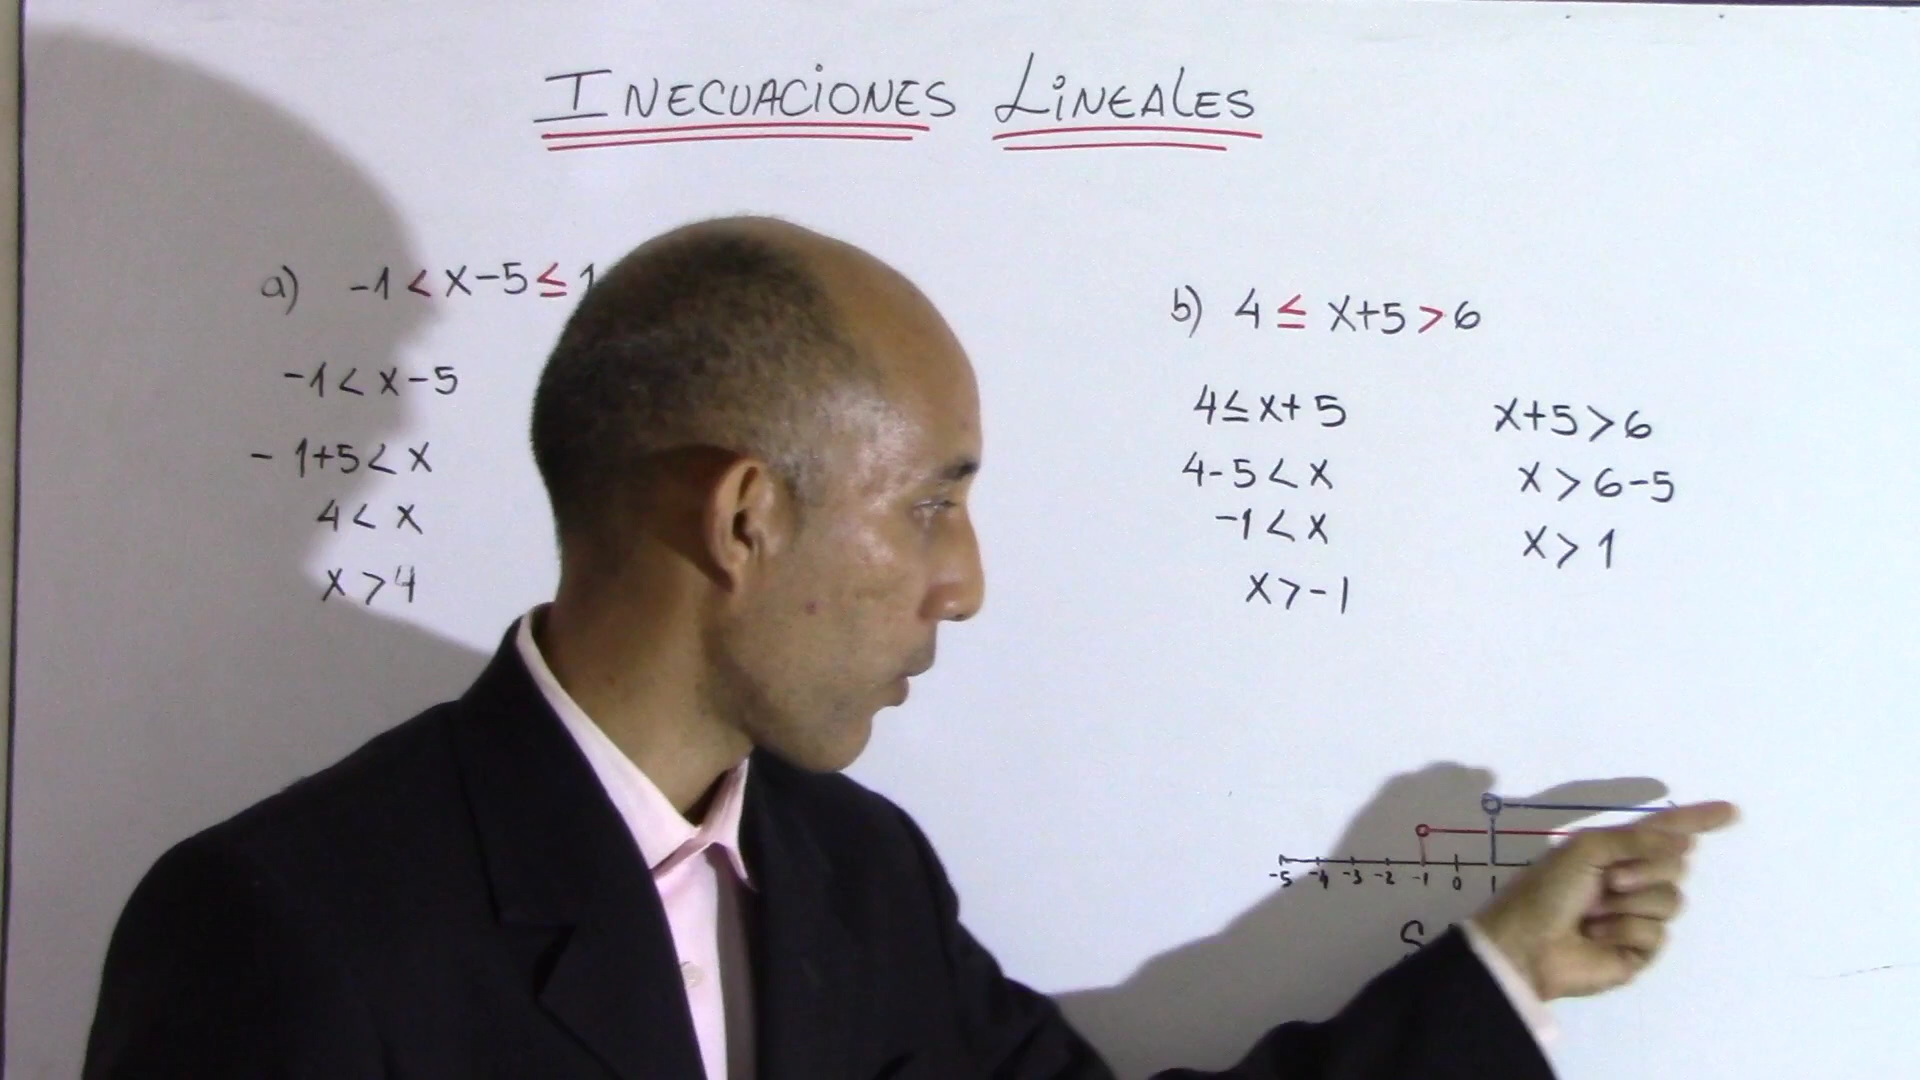 INECUACIONES LINEALES
a) -1 < x-5 ≤ 1
-1 < x-5
-1+5 < x
4 < x
x > 4
b) 4 ≤ x+5 > 6
4 ≤ x+5
4-5 < x
-1 < x
x > -1
x+5 > 6
x > 6-5
x > 1
-5 -4 -3 -2 -1 0 1
S